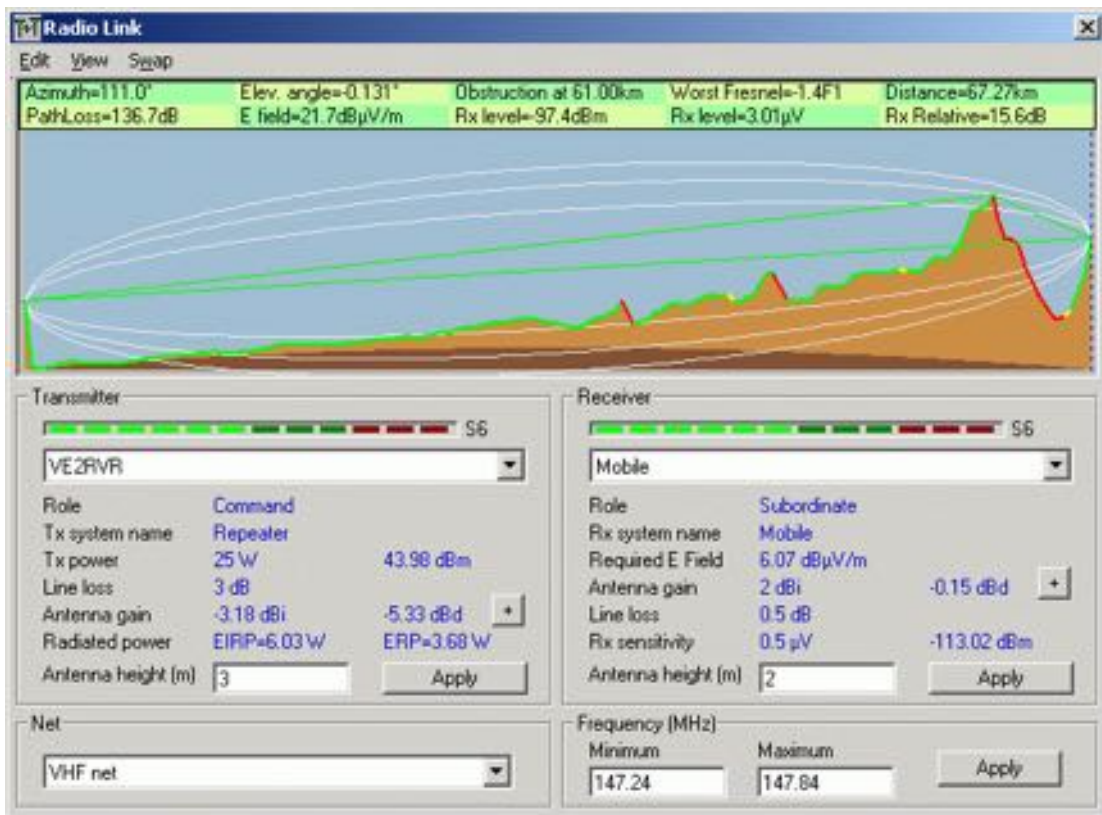 Radio Link
Edit View Swap
Azimuth=111.0° Elev. angle=-0.131° Obstruction at 61.00km Worst Fresnel=-1.4F1 Distance=67.27km
PathLoss=136.7dB E field=21.7dBµV/m Rx level=-97.4dBm Rx level=3.01µV Rx Relative=15.6dB
Transmitter
S6
VE2RVR
Role Command
Tx system name Repeater
Tx power 25 W 43.98 dBm
Line loss 3 dB
Antenna gain -3.18 dBi -5.33 dBd +
Radiated power EIRP=6.03 W ERP=3.68 W
Antenna height (m) 3 Apply
Net
VHF net
Receiver
S6
Mobile
Role Subordinate
Rx system name Mobile
Required E Field 6.07 dBµV/m
Antenna gain 2 dBi -0.15 dBd +
Line loss 0.5 dB
Rx sensitivity 0.5 µV -113.02 dBm
Antenna height (m) 2 Apply
Frequency (MHz)
Minimum Maximum
147.24 147.84 Apply